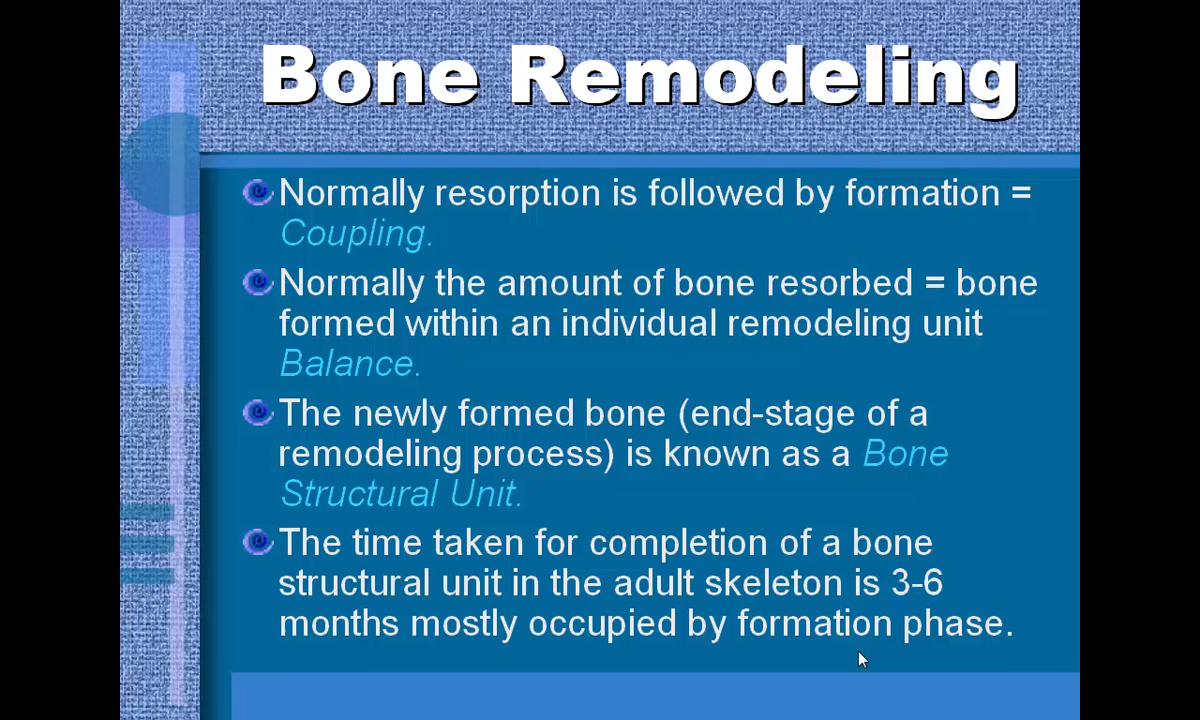 Bone Remodeling
Normally resorption is followed by formation =
Coupling.
Normally the amount of bone resorbed = bone
formed within an individual remodeling unit
Balance.
The newly formed bone (end-stage of a
remodeling process) is known as a Bone
Structural Unit.
The time taken for completion of a bone
structural unit in the adult skeleton is 3-6
months mostly occupied by formation phase.